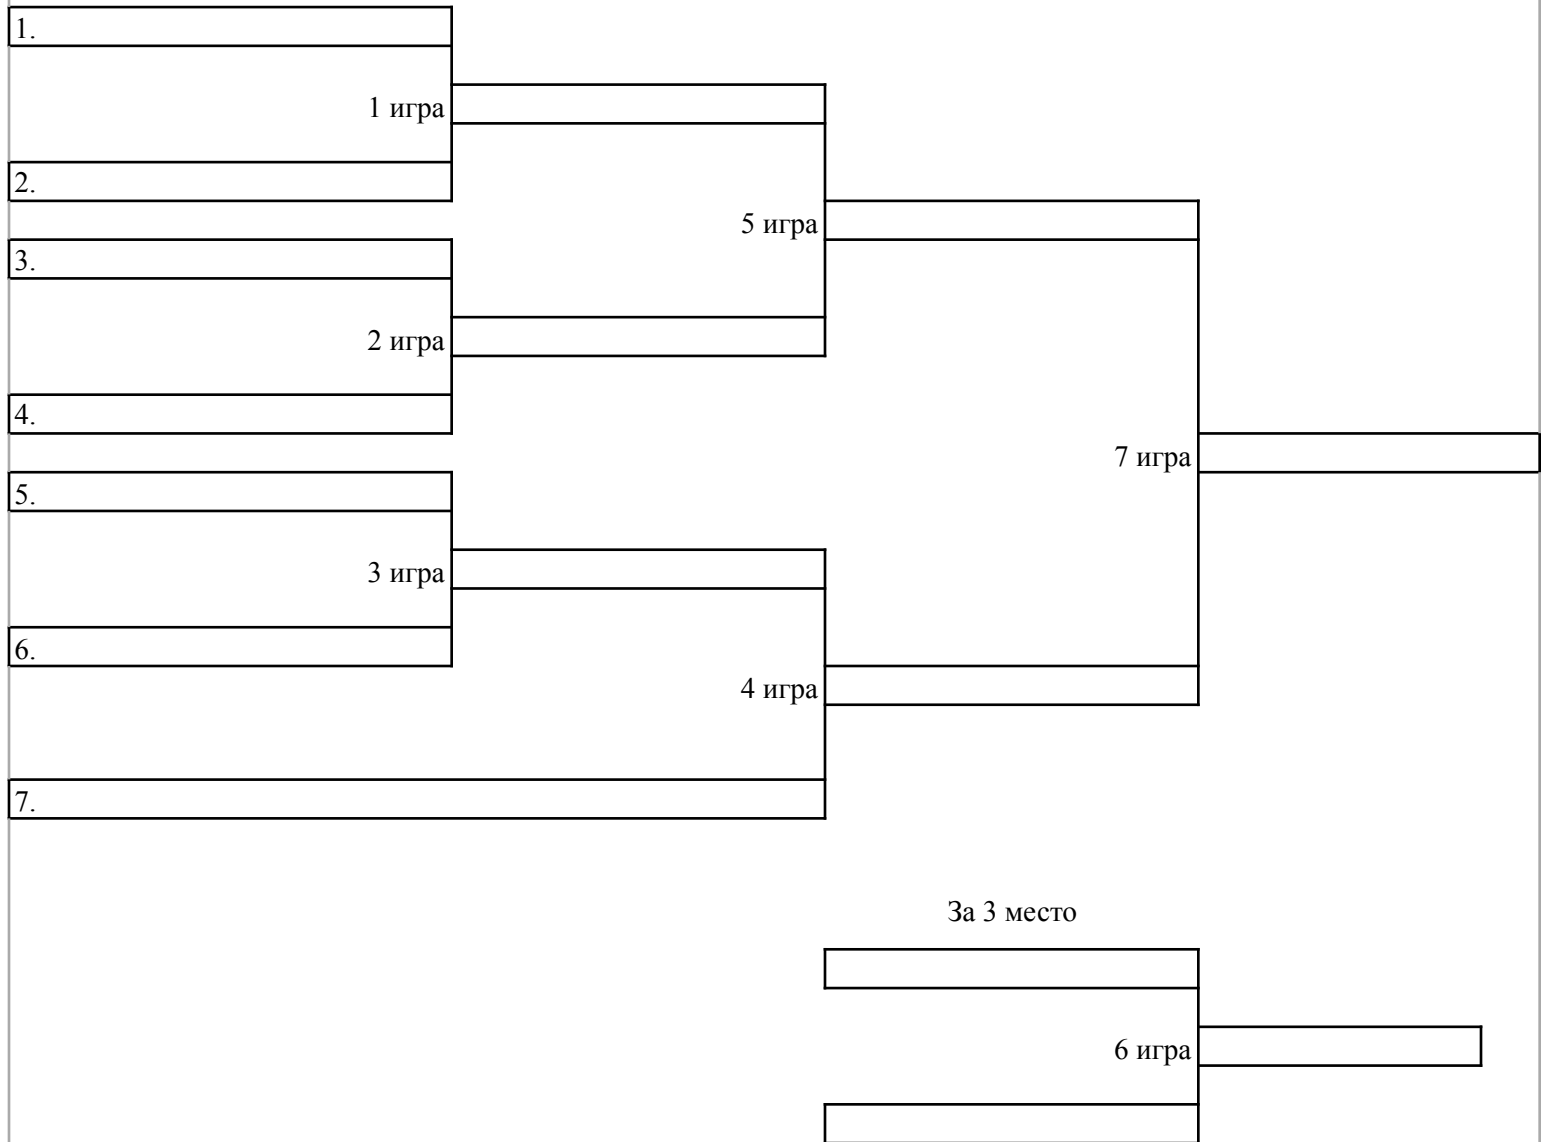 1.
1 игра
2.
5 игра
3.
2 игра
4.
7 игра
5.
3 игра
6.
4 игра
7.
За 3 место
6 игра